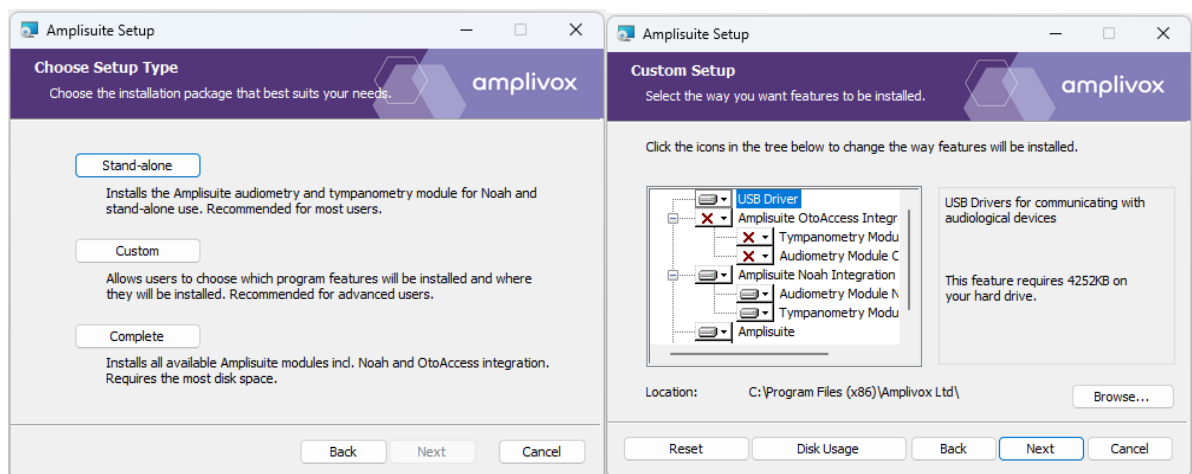 Amplisuite Setup
Choose Setup Type
Choose the installation package that best suits your needs.
amplivox
Stand-alone
Installs the Amplisuite audiometry and tympanometry module for Noah and
stand-alone use. Recommended for most users.
Custom
Allows users to choose which program features will be installed and where
they will be installed. Recommended for advanced users.
Complete
Installs all available Amplisuite modules incl. Noah and OtoAccess integration.
Requires the most disk space.
Back Next Cancel
Amplisuite Setup
Custom Setup
Select the way you want features to be installed.
amplivox
Click the icons in the tree below to change the way features will be installed.
USB Driver
Amplisuite OtoAccess Integr
Tympanometry Modu
Audiometry Module C
Amplisuite Noah Integration
Audiometry Module N
Tympanometry Modu
Amplisuite
USB Drivers for communicating with
audiological devices
This feature requires 4252KB on
your hard drive.
Location: C:\Program Files (x86)\Amplivox Ltd\
Browse...
Reset Disk Usage Back Next Cancel